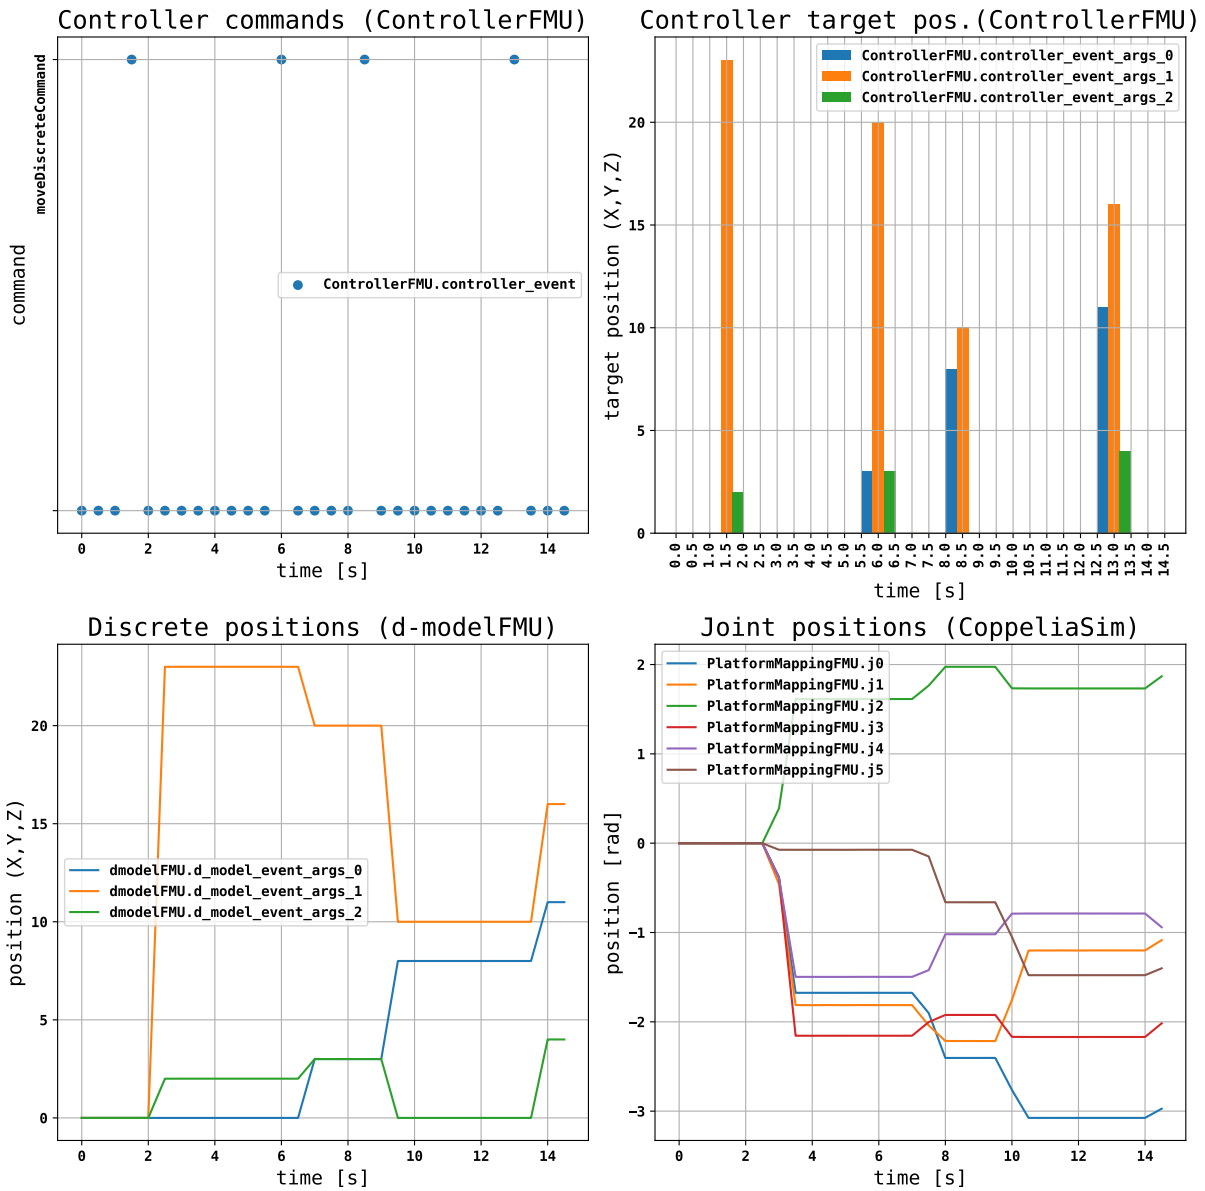 Controller commands (ControllerFMU)
moveDiscreteCommand
command
ControllerFMU.controller_event
0 2 4 6 8 10 12 14
time [s]
Controller target pos.(ControllerFMU)
ControllerFMU.controller_event_args_0
ControllerFMU.controller_event_args_1
ControllerFMU.controller_event_args_2
target position (X,Y,Z)
20
15
10
5
0
0.0 0.5 1.0 1.5 2.0 2.5 3.0 3.5 4.0 4.5 5.0 5.5 6.0 6.5 7.0 7.5 8.0 8.5 9.0 9.5 10.0 10.5 11.0 11.5 12.0 12.5 13.0 13.5 14.0 14.5
time [s]
Discrete positions (d-modelFMU)
position (X,Y,Z)
20
15
10
5
0
dmodelFMU.d_model_event_args_0
dmodelFMU.d_model_event_args_1
dmodelFMU.d_model_event_args_2
0 2 4 6 8 10 12 14
time [s]
Joint positions (CoppeliaSim)
position [rad]
2
1
0
−1
−2
−3
PlatformMappingFMU.j0
PlatformMappingFMU.j1
PlatformMappingFMU.j2
PlatformMappingFMU.j3
PlatformMappingFMU.j4
PlatformMappingFMU.j5
0 2 4 6 8 10 12 14
time [s]